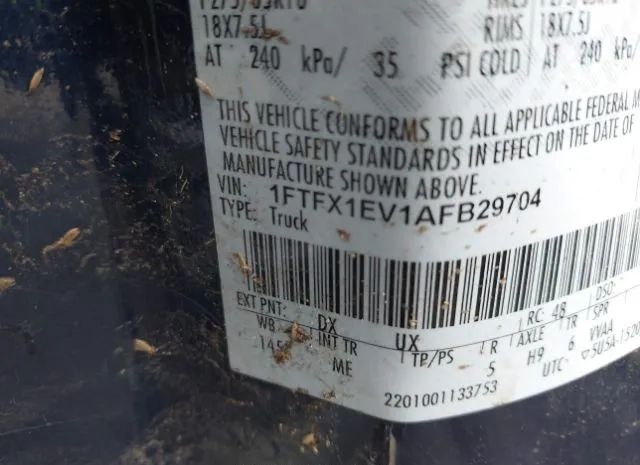 18X7.5J RIMS 18X7.5J
AT 240 kPa/ 35 PSI COLD AT 240 kPa/
THIS VEHICLE CONFORMS TO ALL APPLICABLE FEDERAL M
VEHICLE SAFETY STANDARDS IN EFFECT ON THE DATE OF
MANUFACTURE SHOWN ABOVE.
VIN: 1FTFX1EV1AFB29704
TYPE: Truck
EXT PNT: DX UX RC: 48 DSO:
WB INT TR TP/PS R AXLE TR SPR
145 ME 5 H9 6 VVAA
UTC ▽5U5A-1520
2201001133753